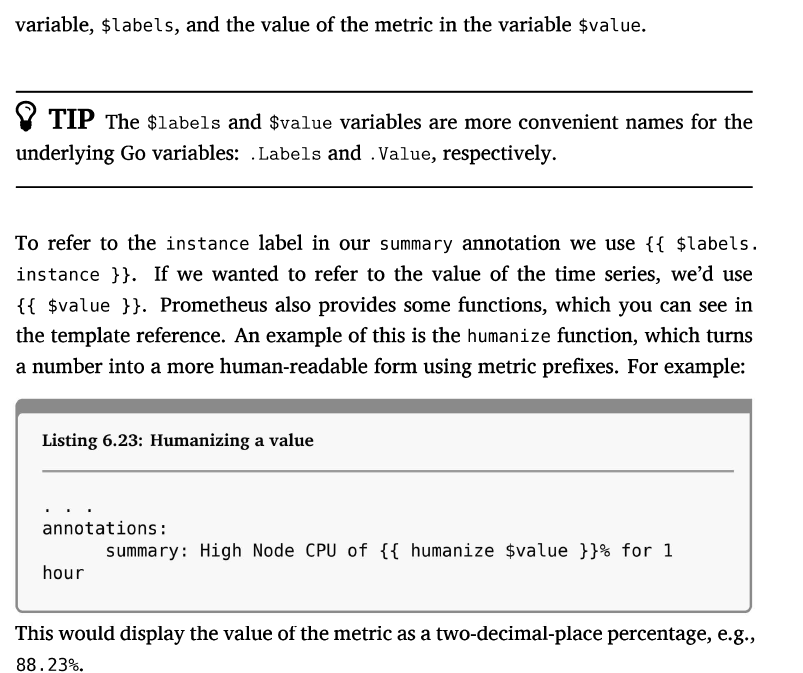 variable, $labels, and the value of the metric in the variable $value.
TIP The $labels and $value variables are more convenient names for the
underlying Go variables: .Labels and .Value, respectively.
To refer to the instance label in our summary annotation we use {{ $labels.
instance }}. If we wanted to refer to the value of the time series, we’d use
{{ $value }}. Prometheus also provides some functions, which you can see in
the template reference. An example of this is the humanize function, which turns
a number into a more human-readable form using metric prefixes. For example:
Listing 6.23: Humanizing a value
. . .
annotations:
      summary: High Node CPU of {{ humanize $value }}% for 1
hour
This would display the value of the metric as a two-decimal-place percentage, e.g.,
88.23%.